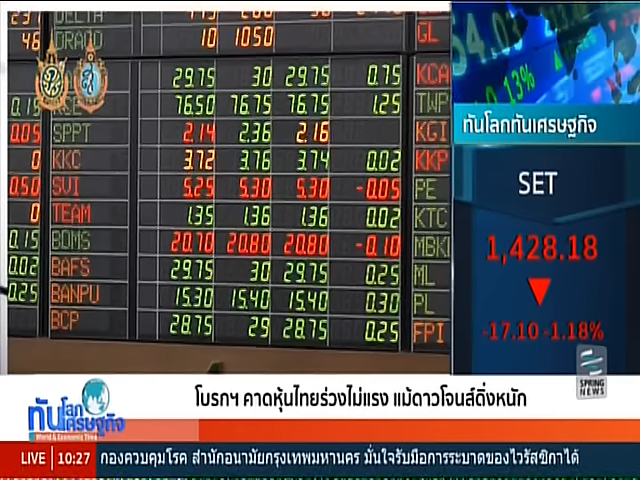 DELTA
46 DRACO 10 1050 GL
29.75 30 29.75 0.75 KCA
0.15 76.50 76.75 76.75 1.25 TWP
0.05 SPPT 2.14 2.36 2.16 KGI
0 KKC 3.72 3.76 3.74 0.02 KKP
0.50 SVI 5.25 5.30 5.30 -0.05 PE
0 TEAM 1.35 1.36 1.36 0.02 KTC
0.15 BDMS 20.70 20.80 20.80 -0.10 MBKI
0.02 BAFS 29.75 30 29.75 0.25 ML
0.25 BANPU 15.30 15.40 15.40 0.30 PL
BCP 28.75 29 28.75 0.25 FPI
54.03
13%
ทันโลกทันเศรษฐกิจ
SET
1,428.18
-17.10 -1.18%
SPRING
NEWS
โบรกฯ คาดหุ้นไทยร่วงไม่แรง แม้ดาวโจนส์ดิ่งหนัก
ทันโลก
เศรษฐกิจ
World & Economic Time
LIVE 10:27 กองควบคุมโรค สำนักอนามัยกรุงเทพมหานคร มั่นใจรับมือการระบาดของไวรัสซิกาได้